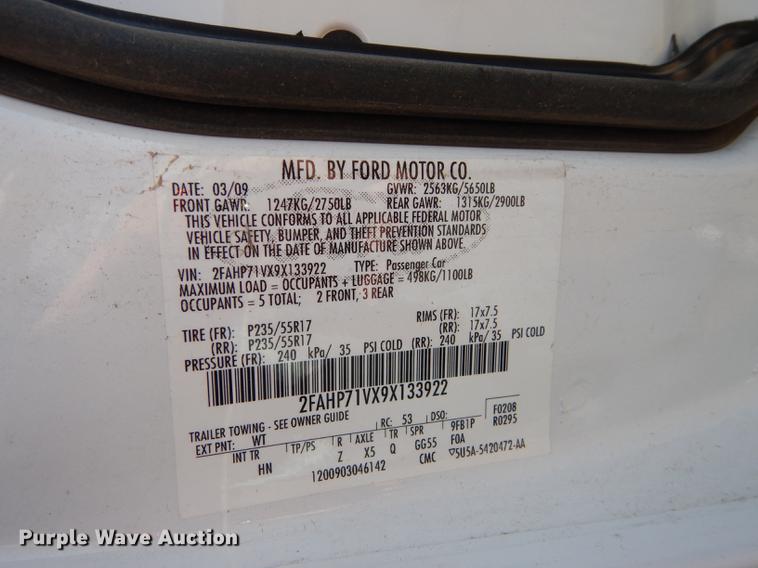 MFD. BY FORD MOTOR CO.
DATE: 03/09 GVWR: 2563KG/5650LB
FRONT GAWR: 1247KG/2750LB REAR GAWR: 1315KG/2900LB
THIS VEHICLE CONFORMS TO ALL APPLICABLE FEDERAL MOTOR
VEHICLE SAFETY, BUMPER, AND THEFT PREVENTION STANDARDS
IN EFFECT ON THE DATE OF MANUFACTURE SHOWN ABOVE.
VIN: 2FAHP71VX9X133922 TYPE: Passenger Car
MAXIMUM LOAD = OCCUPANTS + LUGGAGE = 498KG/1100LB
OCCUPANTS = 5 TOTAL; 2 FRONT, 3 REAR
TIRE (FR): P235/55R17 RIMS (FR): 17x7.5
(RR): P235/55R17 (RR): 17x7.5
PRESSURE (FR): 240 kPa/ 35 PSI COLD (RR): 240 kPa/ 35 PSI COLD
2FAHP71VX9X133922
TRAILER TOWING - SEE OWNER GUIDE RC: 53 DSO: F0208
EXT PNT: WT 9FB1P R0295
INT TR TP/PS R AXLE TR SPR F0A
HN Z X5 Q GG55 CMC ▽5U5A-5420472-AA
1200903046142
Purple Wave Auction